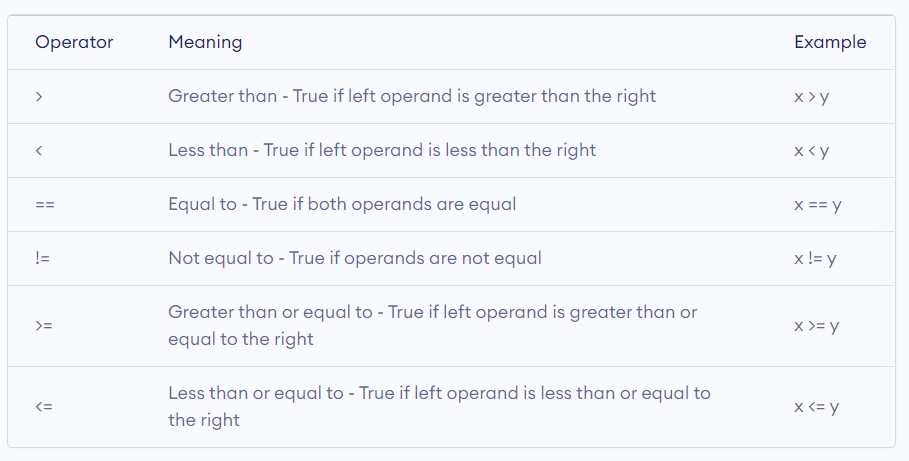 Operator Meaning Example
> Greater than - True if left operand is greater than the right x > y
< Less than - True if left operand is less than the right x < y
== Equal to - True if both operands are equal x == y
!= Not equal to - True if operands are not equal x != y
>= Greater than or equal to - True if left operand is greater than or
equal to the right x >= y
<= Less than or equal to - True if left operand is less than or equal to
the right x <= y